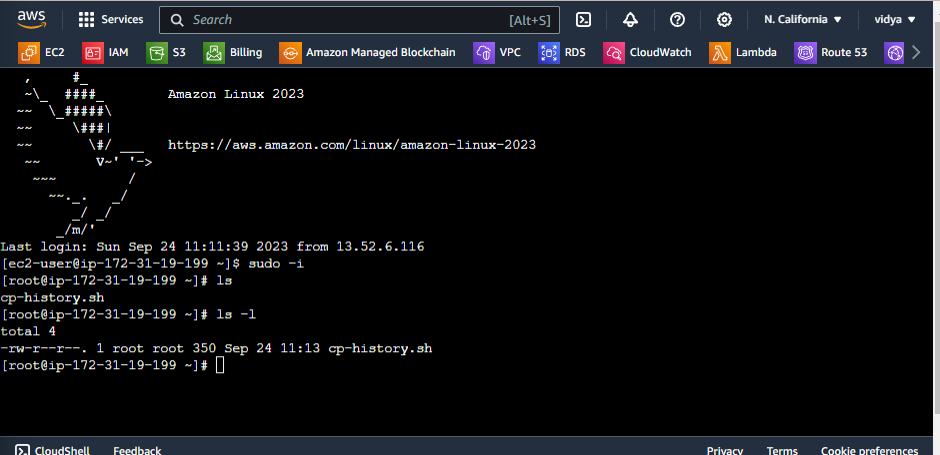 aws Services Search [Alt+S] N. California ▼ vidya ▼
EC2 IAM S3 Billing Amazon Managed Blockchain VPC RDS CloudWatch Lambda Route 53
   ,     #_
   ~\_  ####_        Amazon Linux 2023
  ~~  \_#####\
  ~~     \###|
  ~~       \#/ ___   https://aws.amazon.com/linux/amazon-linux-2023
   ~~       V~' '->
    ~~~         /
      ~~._.   _/
         _/ _/
       _/m/'
Last login: Sun Sep 24 11:11:39 2023 from 13.52.6.116
[ec2-user@ip-172-31-19-199 ~]$ sudo -i
[root@ip-172-31-19-199 ~]# ls
cp-history.sh
[root@ip-172-31-19-199 ~]# ls -l
total 4
-rw-r--r--. 1 root root 350 Sep 24 11:13 cp-history.sh
[root@ip-172-31-19-199 ~]#
CloudShell Feedback Privacy Terms Cookie preferences